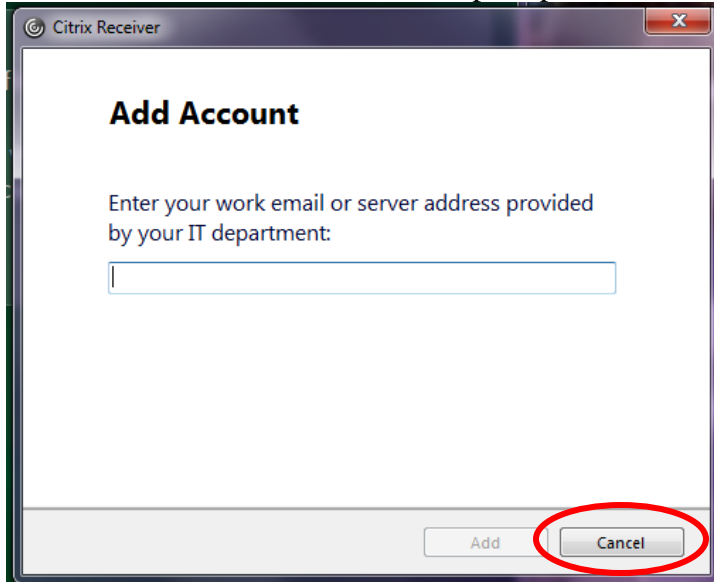 Citrix Receiver
Add Account
Enter your work email or server address provided
by your IT department:
Add
Cancel